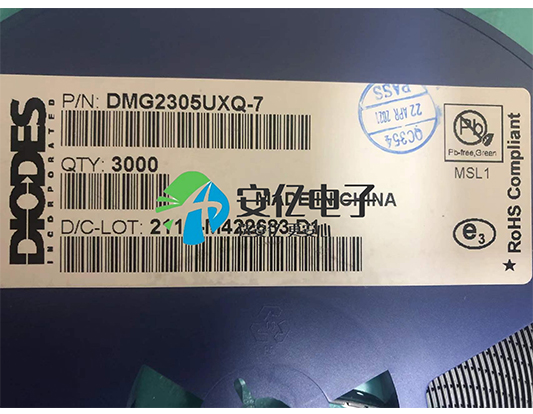 DIODES
INCORPORATED
P/N: DMG2305UXQ-7
QTY: 3000
MADE IN CHINA
安亿电子
D/C-LOT:
PASS
22 APR 2021
QC354
Pb-free,Green
MSL1
e3
★ RoHS Compliant